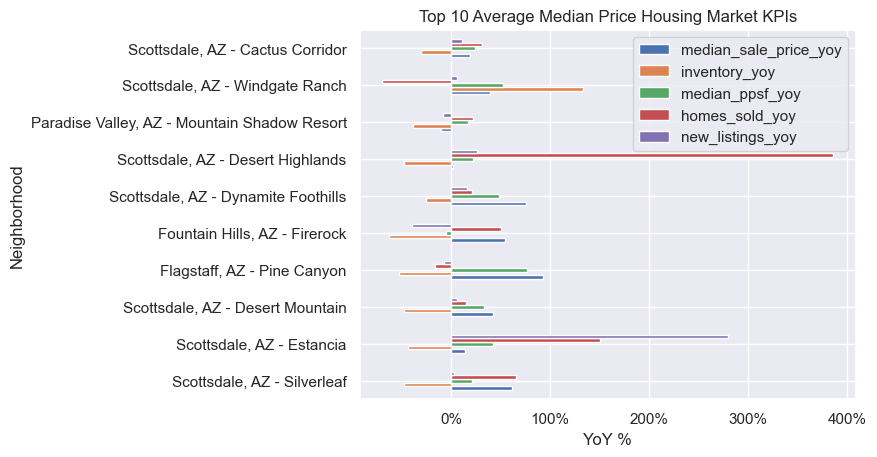 Top 10 Average Median Price Housing Market KPIs
median_sale_price_yoy
inventory_yoy
median_ppsf_yoy
homes_sold_yoy
new_listings_yoy
Neighborhood
Scottsdale, AZ - Cactus Corridor
Scottsdale, AZ - Windgate Ranch
Paradise Valley, AZ - Mountain Shadow Resort
Scottsdale, AZ - Desert Highlands
Scottsdale, AZ - Dynamite Foothills
Fountain Hills, AZ - Firerock
Flagstaff, AZ - Pine Canyon
Scottsdale, AZ - Desert Mountain
Scottsdale, AZ - Estancia
Scottsdale, AZ - Silverleaf
0% 100% 200% 300% 400%
YoY %